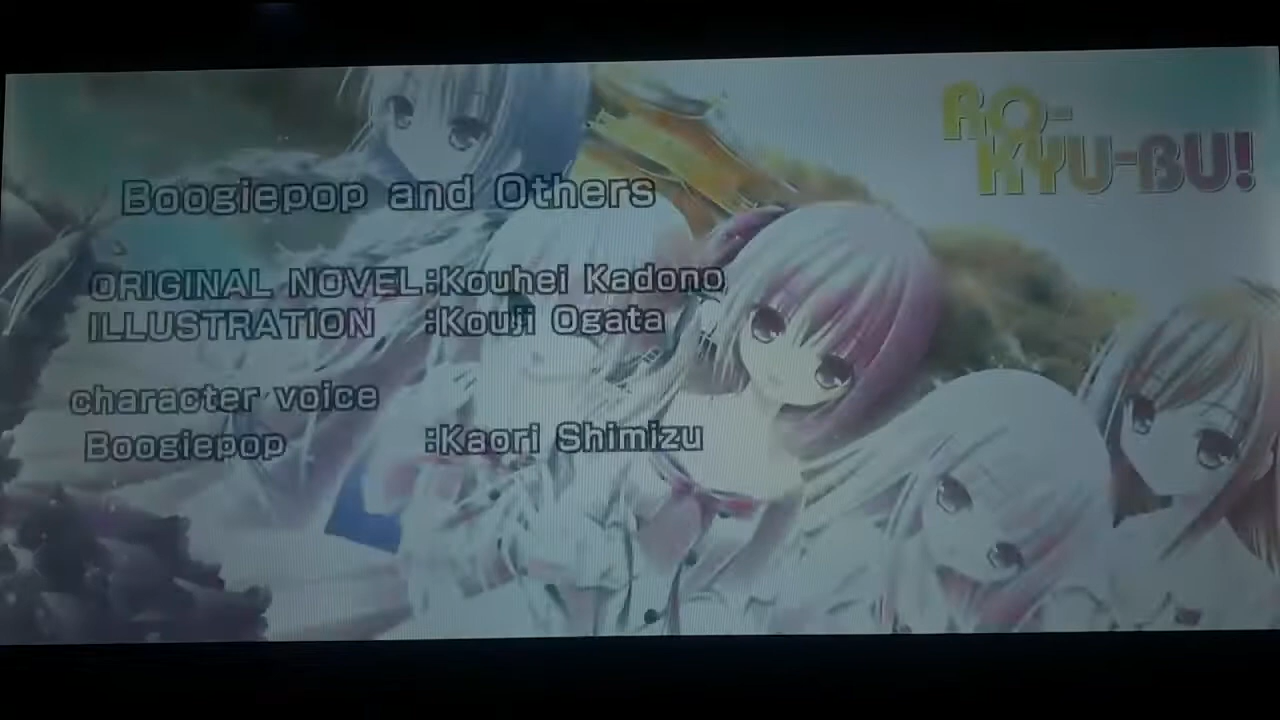 RO-
KYU-BU!
Boogiepop and Others
ORIGINAL NOVEL:Kouhei Kadono
ILLUSTRATION :Kouji Ogata
character voice
Boogiepop :Kaori Shimizu